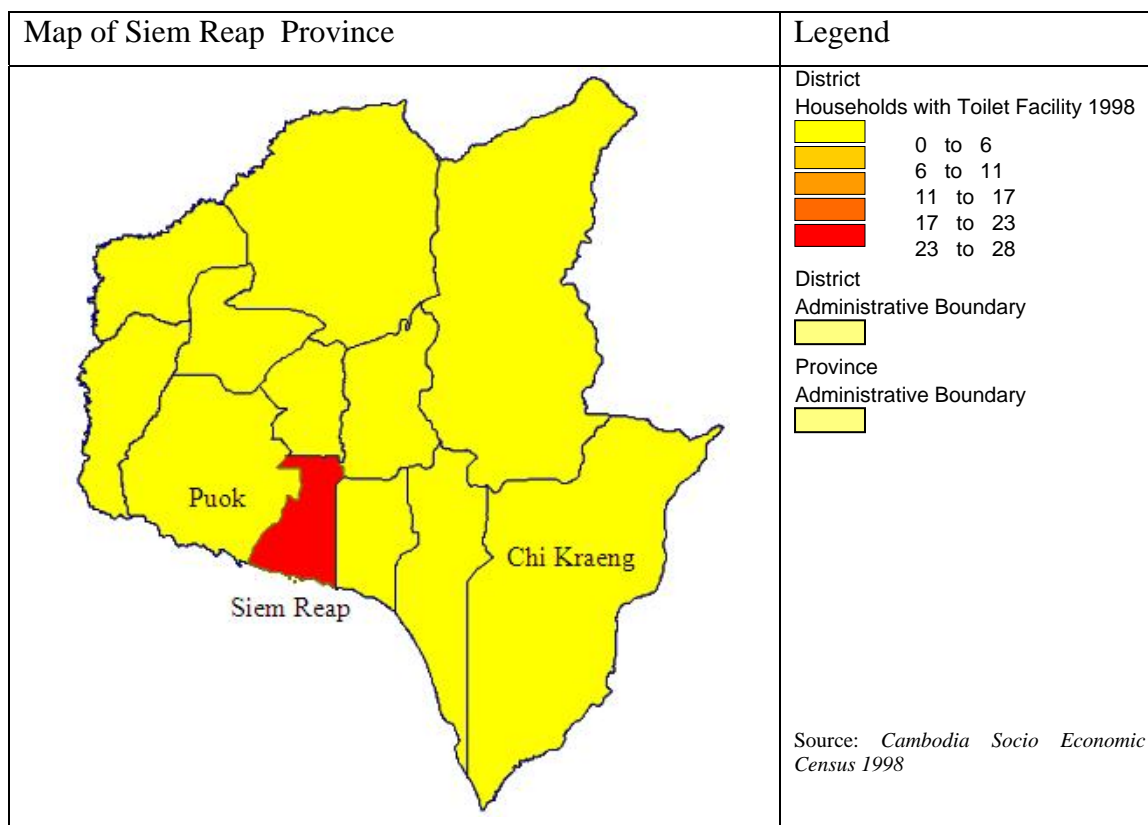 Map of Siem Reap Province
Legend
Puok
Chi Kraeng
Siem Reap
District
Households with Toilet Facility 1998
0 to 6
6 to 11
11 to 17
17 to 23
23 to 28
District
Administrative Boundary
Province
Administrative Boundary
Source: Cambodia Socio Economic
Census 1998